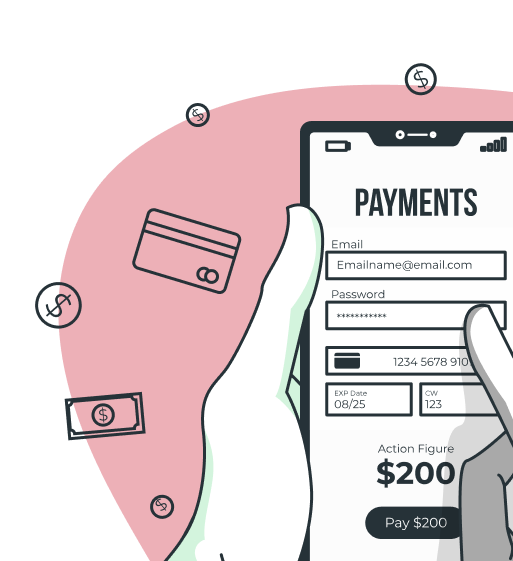 PAYMENTS
Email
Emailname@email.com
Password
***********
1234 5678 910
EXP Date
CW
08/25
123
Action Figure
$200
Pay $200